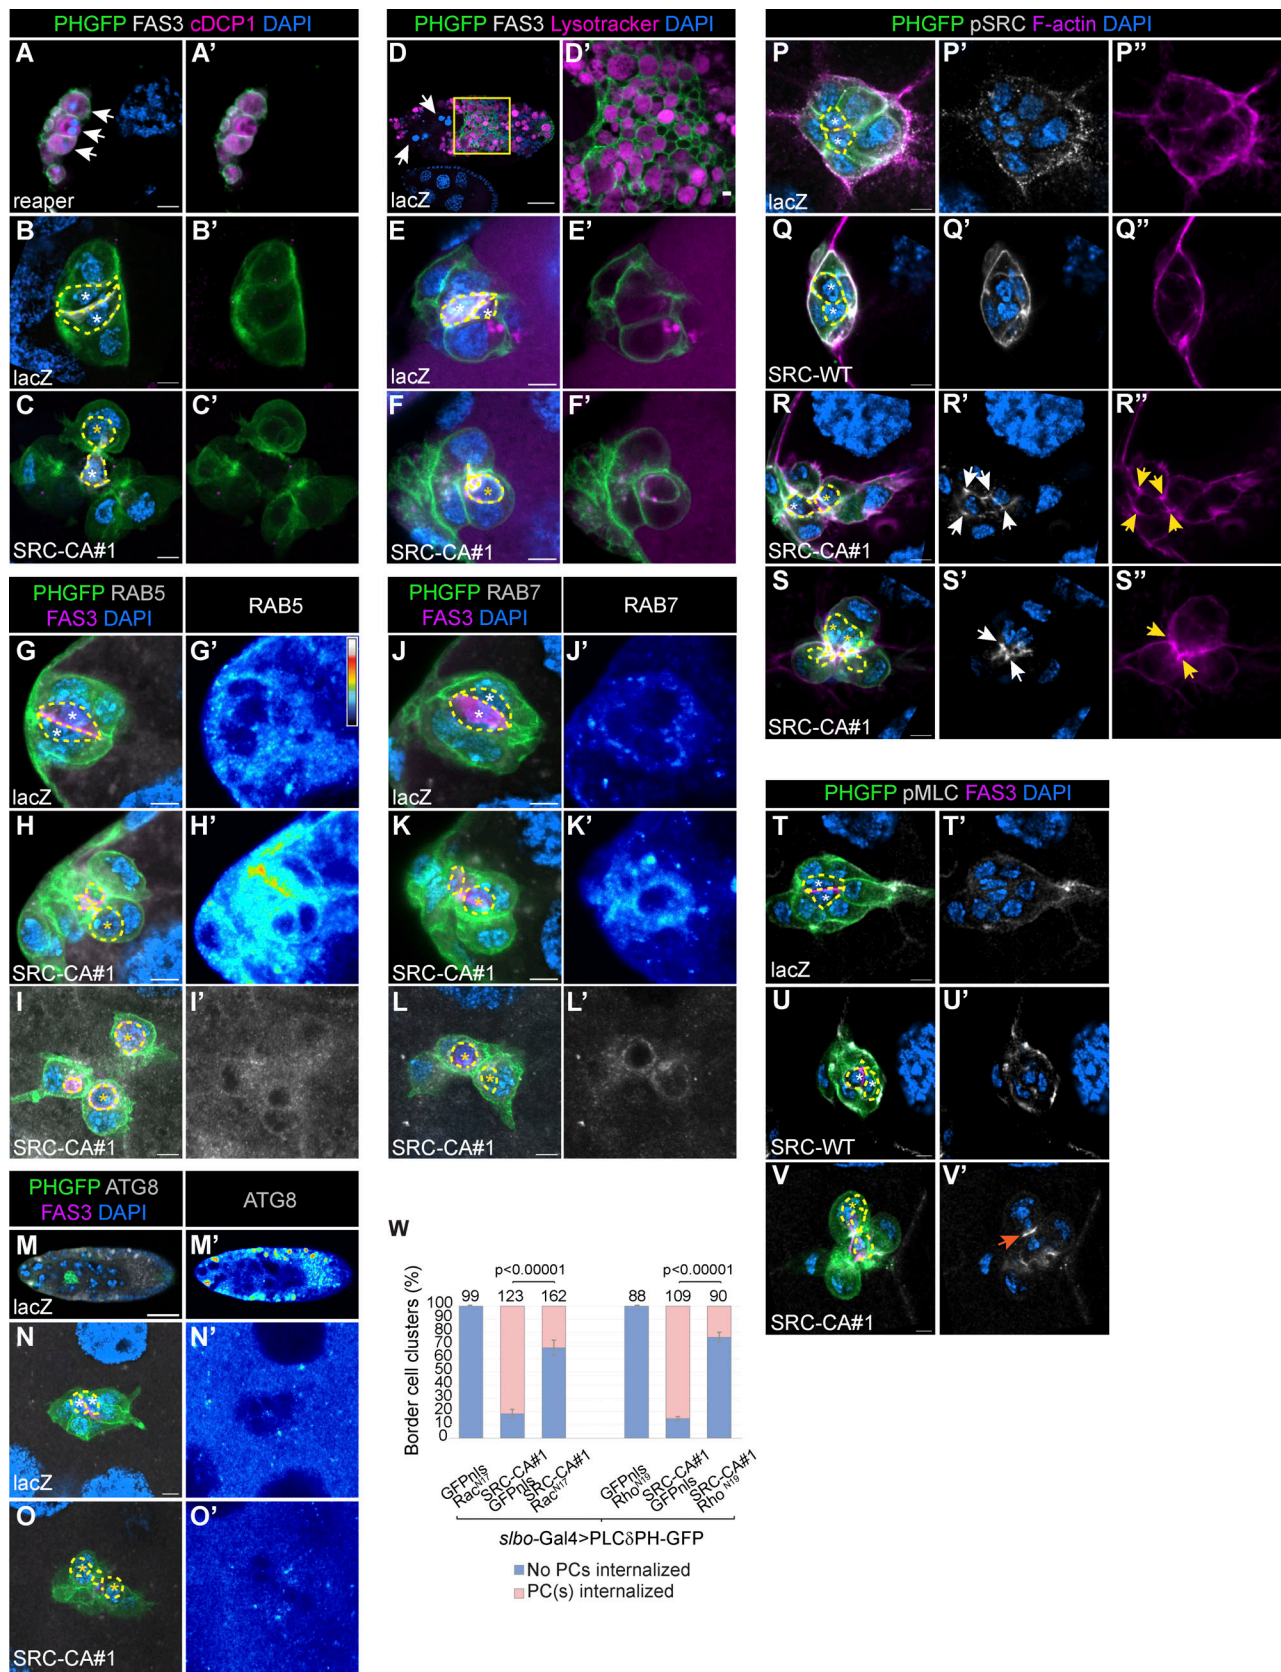 PHGFP FAS3 cDCP1 DAPI
A
A’
reaper
B
B’
lacZ
C
C’
SRC-CA#1
PHGFP FAS3 Lysotracker DAPI
D
D’
lacZ
E
E’
lacZ
F
F’
SRC-CA#1
PHGFP RAB5
FAS3 DAPI
RAB5
G
G’
lacZ
H
H’
SRC-CA#1
I
I’
SRC-CA#1
PHGFP RAB7
FAS3 DAPI
RAB7
J
J’
lacZ
K
K’
SRC-CA#1
L
L’
SRC-CA#1
PHGFP ATG8
FAS3 DAPI
ATG8
M
M’
lacZ
N
N’
lacZ
O
O’
SRC-CA#1
PHGFP pSRC F-actin DAPI
P
P’
P”
lacZ
Q
Q’
Q”
SRC-WT
R
R’
R”
SRC-CA#1
S
S’
S”
SRC-CA#1
PHGFP pMLC FAS3 DAPI
T
T’
lacZ
U
U’
SRC-WT
V
V’
SRC-CA#1
W
p<0.00001
p<0.00001
99
123
162
88
109
90
Border cell clusters (%)
100
90
80
70
60
50
40
30
20
10
0
GFPnls
RacN17
SRC-CA#1
GFPnls
SRC-CA#1
RacN17
GFPnls
RhoN19
SRC-CA#1
GFPnls
SRC-CA#1
RhoN19
slbo-Gal4>PLCδPH-GFP
No PCs internalized
PC(s) internalized